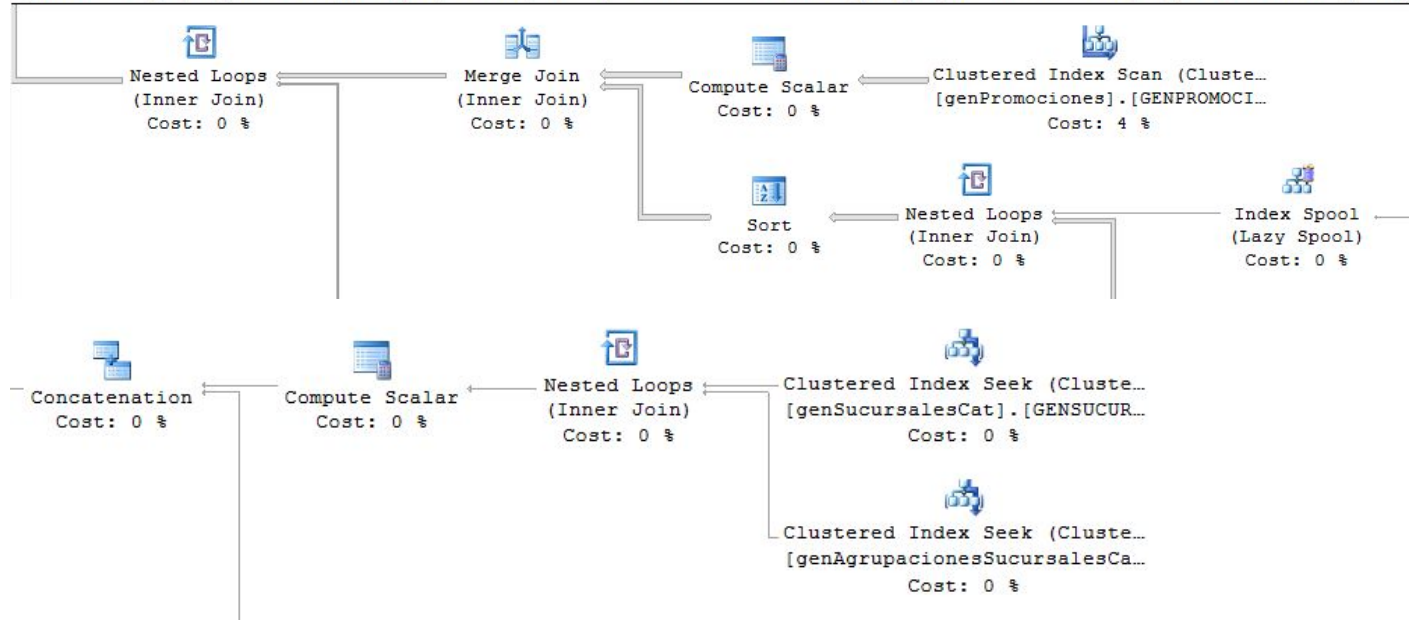 Nested Loops
(Inner Join)
Cost: 0 %
Merge Join
(Inner Join)
Cost: 0 %
Compute Scalar
Cost: 0 %
Clustered Index Scan (Cluste…
[genPromociones].[GENPROMOCI…
Cost: 4 %
Sort
Cost: 0 %
Nested Loops
(Inner Join)
Cost: 0 %
Index Spool
(Lazy Spool)
Cost: 0 %
Concatenation
Cost: 0 %
Compute Scalar
Cost: 0 %
Nested Loops
(Inner Join)
Cost: 0 %
Clustered Index Seek (Cluste…
[genSucursalesCat].[GENSUCUR…
Cost: 0 %
Clustered Index Seek (Cluste…
[genAgrupacionesSucursalesCa…
Cost: 0 %